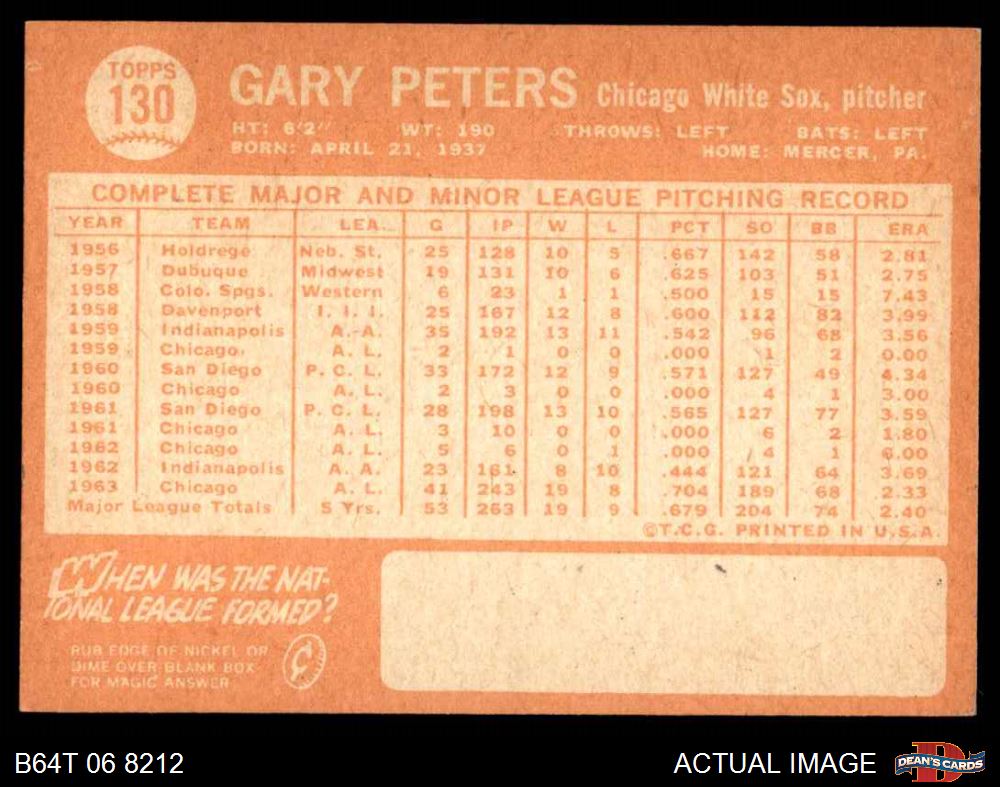 TOPPS
130
GARY PETERS Chicago White Sox, pitcher
HT: 6'2" WT: 190 THROWS: LEFT BATS: LEFT
BORN: APRIL 21, 1937 HOME: MERCER, PA.
COMPLETE MAJOR AND MINOR LEAGUE PITCHING RECORD
YEAR TEAM LEA. G IP W L PCT SO BB ERA
1956 Holdrege Neb. St. 25 128 10 5 .667 142 58 2.81
1957 Dubuque Midwest 19 131 10 6 .625 103 51 2.75
1958 Colo. Spgs. Western 6 23 1 1 .500 15 15 7.43
1958 Davenport I. I. I. 25 167 12 8 .600 112 82 3.99
1959 Indianapolis A. A. 35 192 13 11 .542 96 68 3.56
1959 Chicago A. L. 2 1 0 0 .000 1 2 0.00
1960 San Diego P. C. L. 33 172 12 9 .571 127 49 4.34
1960 Chicago A. L. 2 3 0 0 .000 4 1 3.00
1961 San Diego P. C. L. 28 198 13 10 .565 127 77 3.59
1961 Chicago A. L. 3 10 0 0 .000 6 2 1.80
1962 Chicago A. L. 5 6 0 1 .000 4 1 6.00
1962 Indianapolis A. A. 23 161 8 10 .444 121 64 3.69
1963 Chicago A. L. 41 243 19 8 .704 189 68 2.33
Major League Totals 5 Yrs. 53 263 19 9 .679 204 74 2.40
©T.C.G. PRINTED IN U.S.A.
WHEN WAS THE NAT-
IONAL LEAGUE FORMED?
RUB EDGE OF NICKEL OR
DIME OVER BLANK BOX
FOR MAGIC ANSWER
¢
B64T 06 8212 ACTUAL IMAGE
DEAN'S CARDS